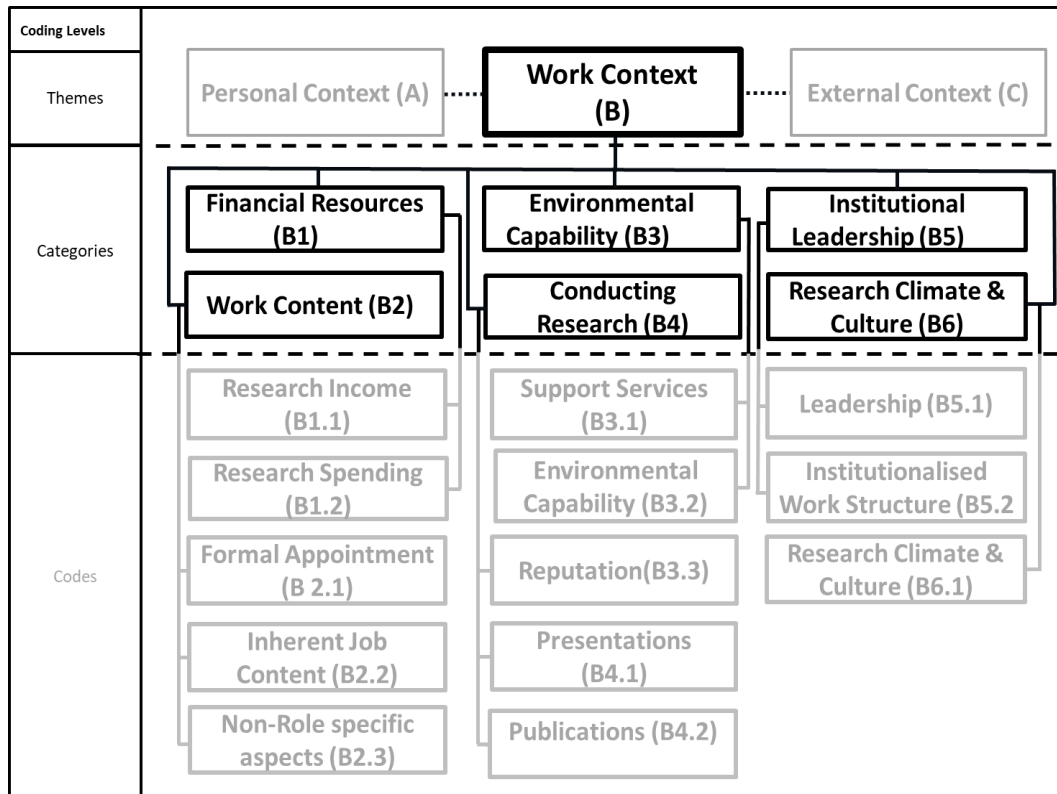 Coding Levels
Themes
Personal Context (A)
Work Context
(B)
External Context (C)
Categories
Financial Resources
(B1)
Environmental
Capability (B3)
Institutional
Leadership (B5)
Work Content (B2)
Conducting
Research (B4)
Research Climate &
Culture (B6)
Codes
Research Income
(B1.1)
Support Services
(B3.1)
Leadership (B5.1)
Research Spending
(B1.2)
Environmental
Capability (B3.2)
Institutionalised
Work Structure (B5.2
Formal Appointment
(B 2.1)
Reputation(B3.3)
Research Climate &
Culture (B6.1)
Inherent Job
Content (B2.2)
Presentations
(B4.1)
Non-Role specific
aspects (B2.3)
Publications (B4.2)